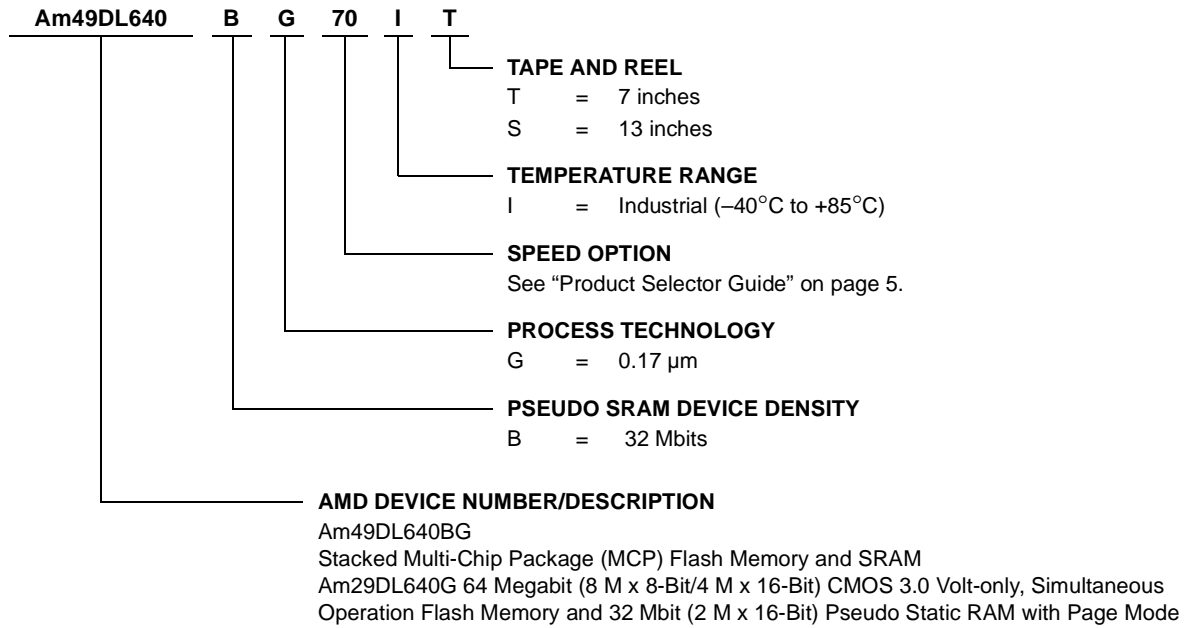 Am49DL640 B G 70 I T
TAPE AND REEL
T = 7 inches
S = 13 inches
TEMPERATURE RANGE
I = Industrial (–40°C to +85°C)
SPEED OPTION
See “Product Selector Guide” on page 5.
PROCESS TECHNOLOGY
G = 0.17 µm
PSEUDO SRAM DEVICE DENSITY
B = 32 Mbits
AMD DEVICE NUMBER/DESCRIPTION
Am49DL640BG
Stacked Multi-Chip Package (MCP) Flash Memory and SRAM
Am29DL640G 64 Megabit (8 M x 8-Bit/4 M x 16-Bit) CMOS 3.0 Volt-only, Simultaneous
Operation Flash Memory and 32 Mbit (2 M x 16-Bit) Pseudo Static RAM with Page Mode